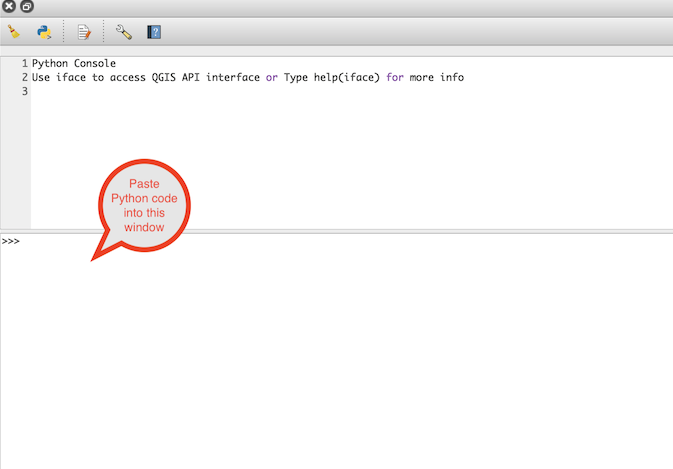 1 Python Console
2 Use iface to access QGIS API interface or Type help(iface) for more info
3
Paste
Python code
into this
window
>>>